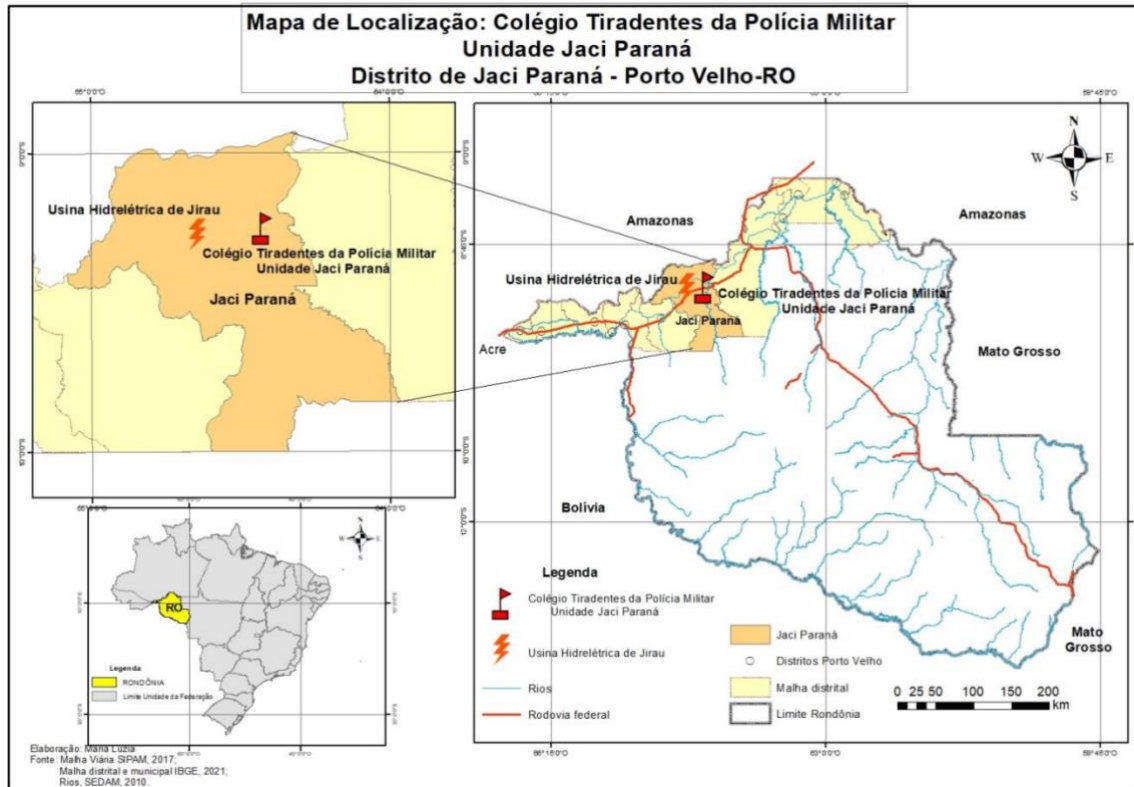 Mapa de Localização: Colégio Tiradentes da Polícia Militar
Unidade Jaci Paraná
Distrito de Jaci Paraná - Porto Velho-RO
Usina Hidrelétrica de Jirau
Colégio Tiradentes da Polícia Militar
Unidade Jaci Paraná
Jaci Paraná
N
W
E
S
Amazonas
Amazonas
Usina Hidrelétrica de Jirau
Colégio Tiradentes da Polícia Militar
Unidade Jaci Paraná
Jaci Paraná
Acre
Mato Grosso
Bolívia
Mato
Grosso
RO
Legenda
RONDÔNIA
Limite Unidade da Federação
Legenda
Colégio Tiradentes da Polícia Militar
Unidade Jaci Paraná
Usina Hidrelétrica de Jirau
Rios
Rodovia federal
Jaci Paraná
Distritos Porto Velho
Malha distrital
Limite Rondônia
0 25 50 100 150 200
km
Elaboração: Maria Luzia
Fonte: Malha Viária SIPAM, 2017;
Malha distrital e municipal IBGE, 2021;
Rios, SEDAM, 2010.